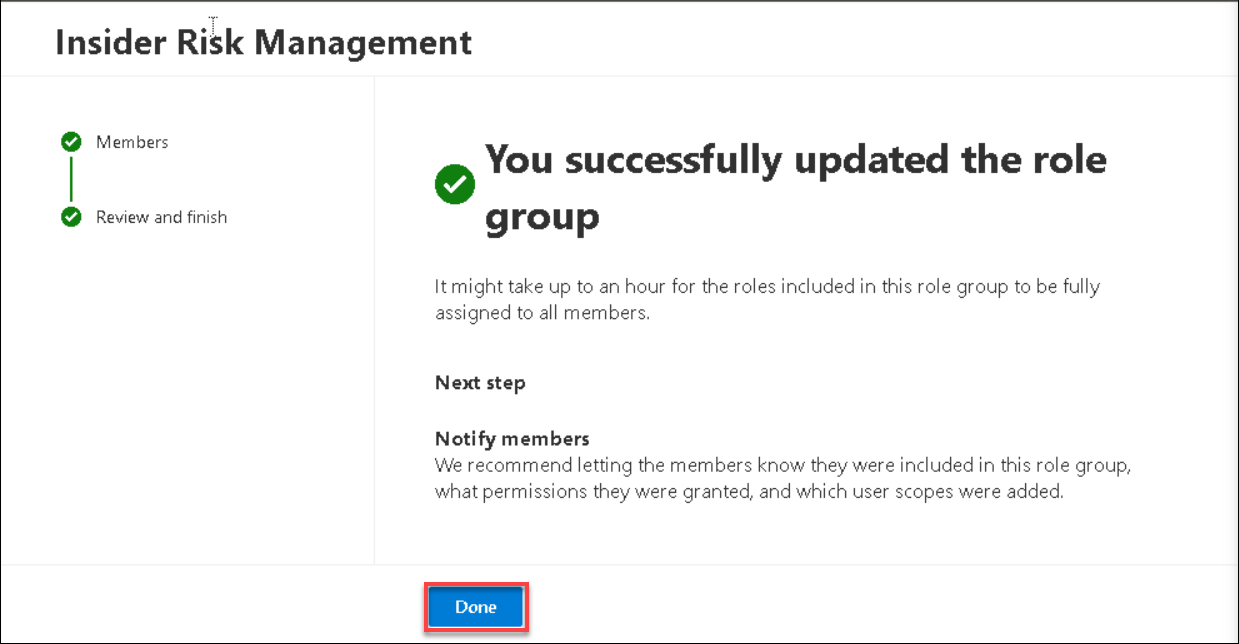 Insider Risk Management
Members
Review and finish
You successfully updated the role
group
It might take up to an hour for the roles included in this role group to be fully
assigned to all members.
Next step
Notify members
We recommend letting the members know they were included in this role group,
what permissions they were granted, and which user scopes were added.
Done